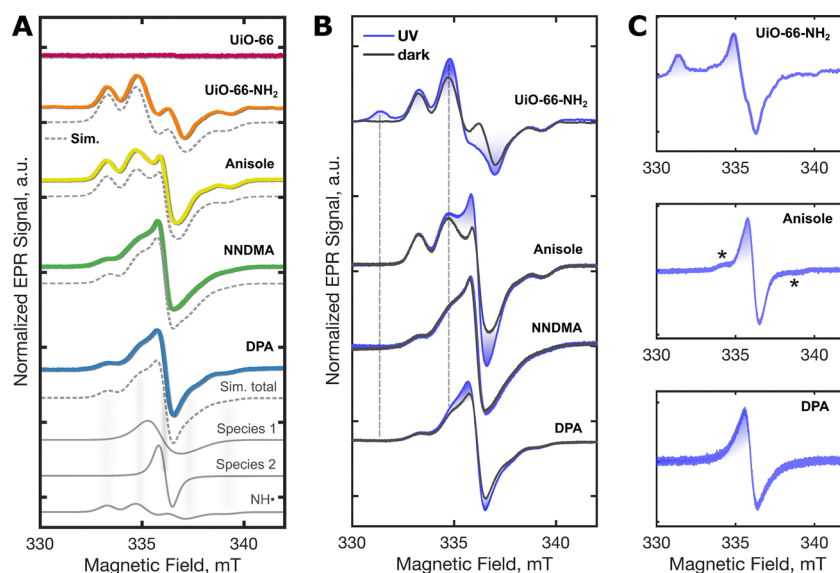 A
Normalized EPR Signal, a.u.
UiO-66
UiO-66-NH₂
Sim.
Anisole
NNDMA
DPA
Sim. total
Species 1
Species 2
NH•
330
335
340
Magnetic Field, mT
B
Normalized EPR Signal, a.u.
UV
dark
UiO-66-NH₂
Anisole
NNDMA
DPA
330
335
340
Magnetic Field, mT
C
UiO-66-NH₂
330
335
340
Anisole
*
*
330
335
340
DPA
330
335
340
Magnetic Field, mT